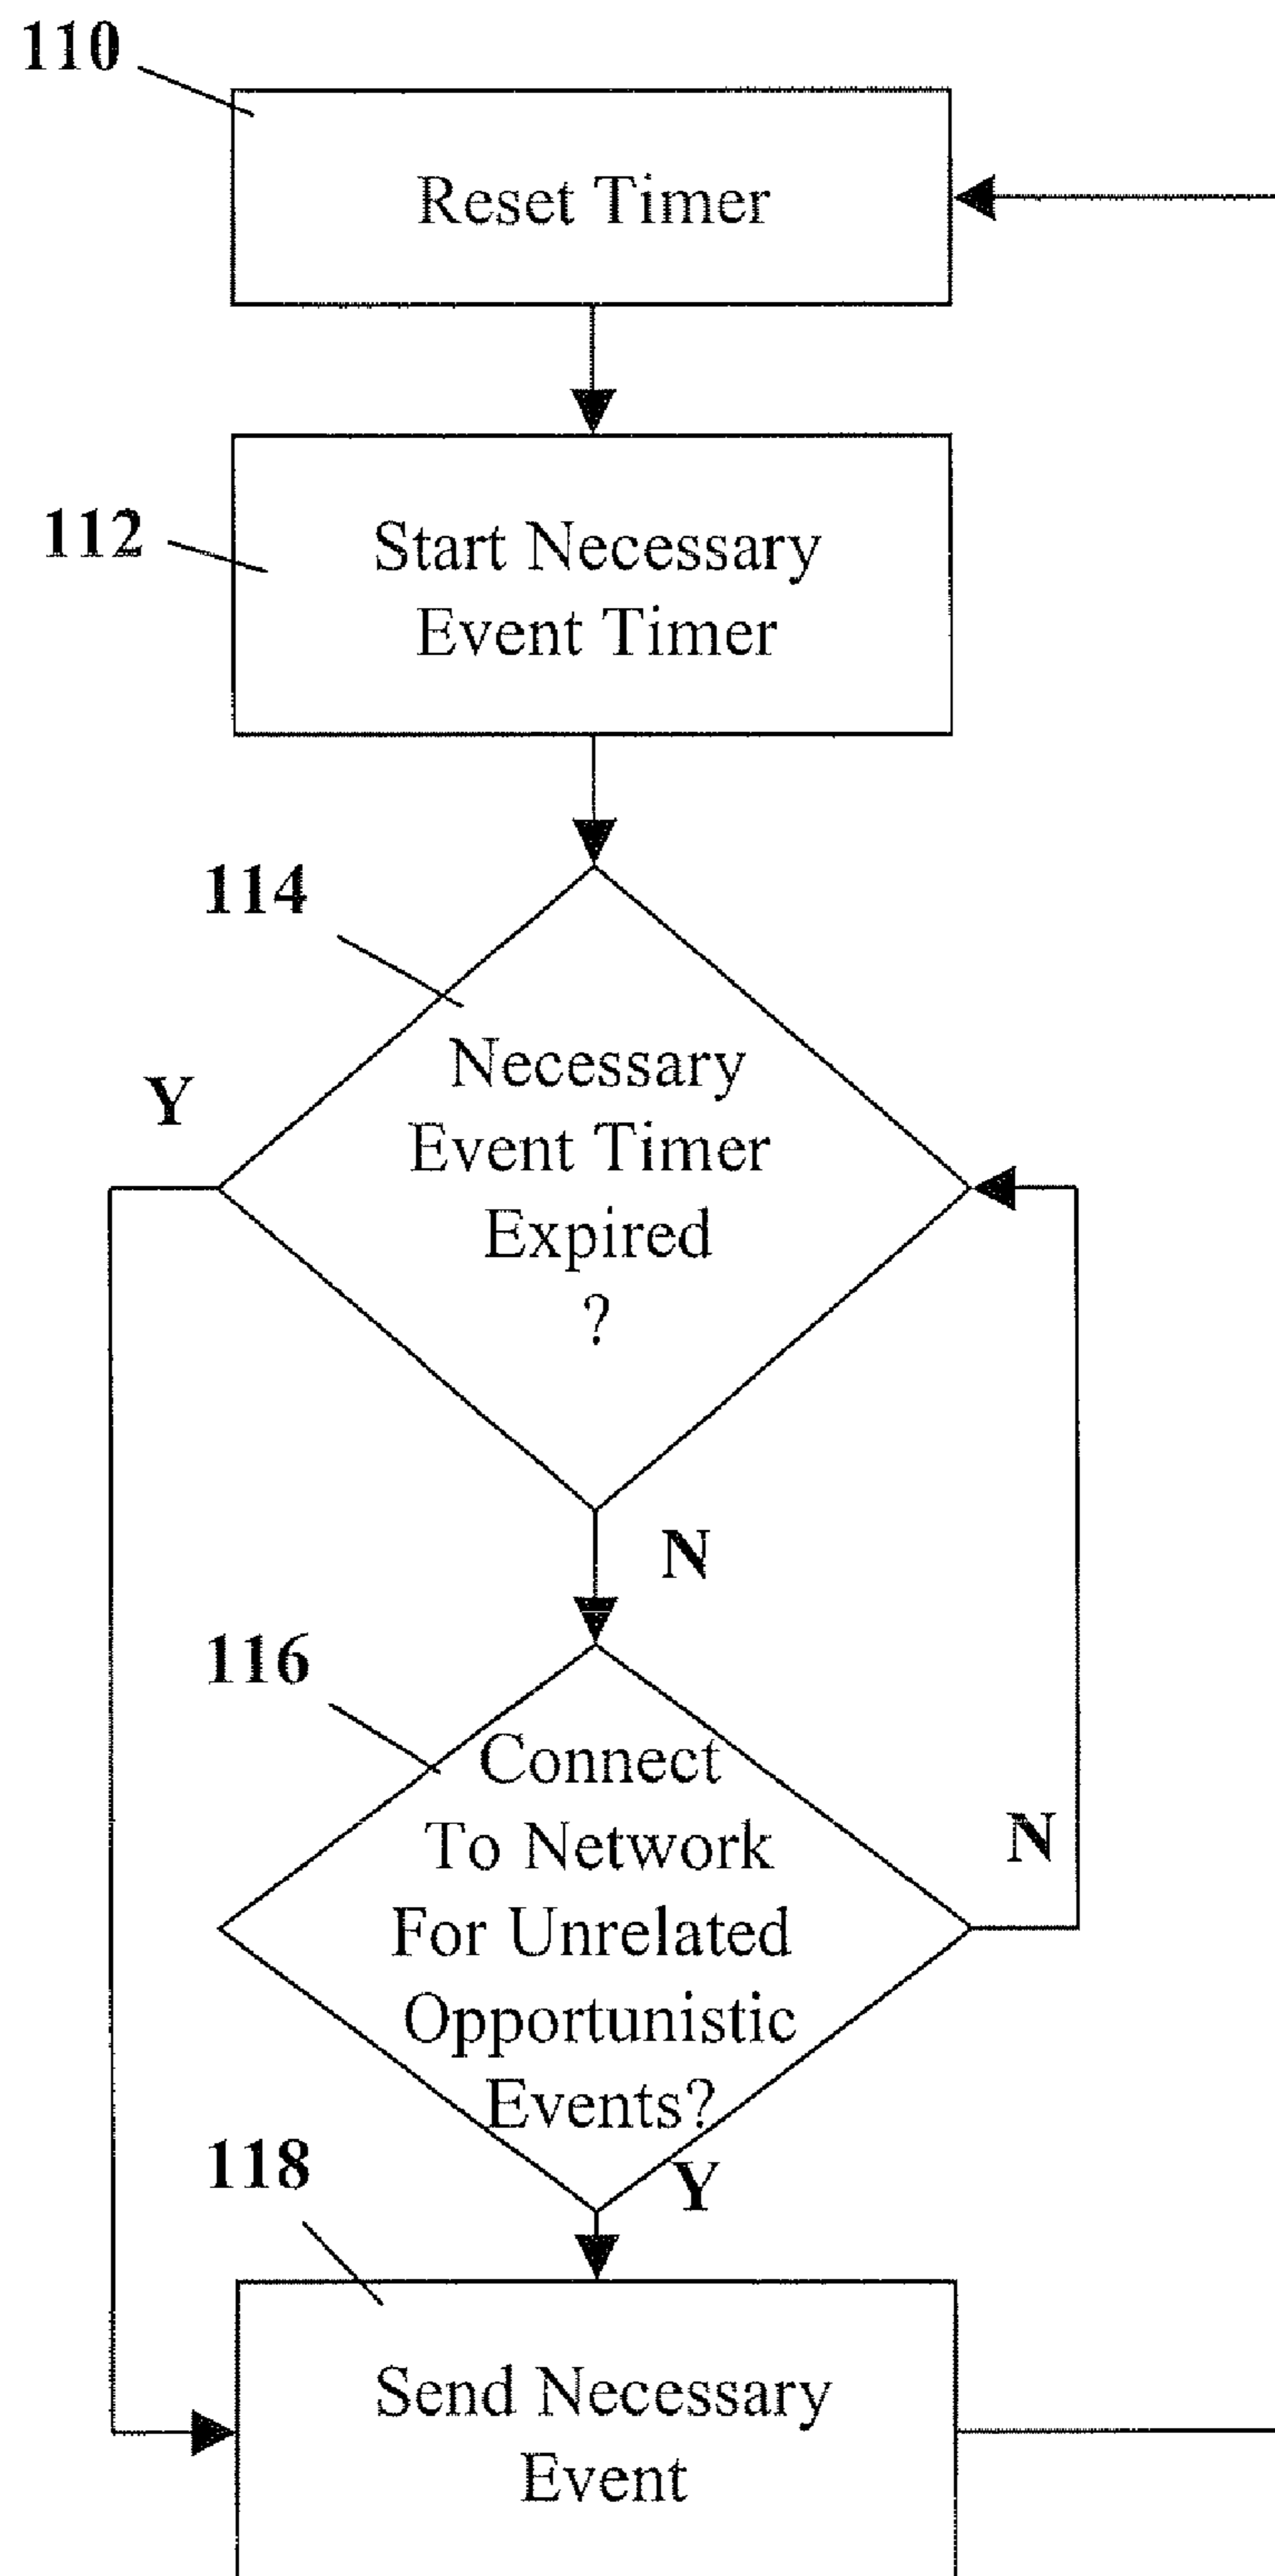 110
Reset Timer
112
Start Necessary
Event Timer
114
Necessary
Event Timer
Expired
?
Y
N
116
Connect
To Network
For Unrelated
Opportunistic
Events?
N
Y
118
Send Necessary
Event